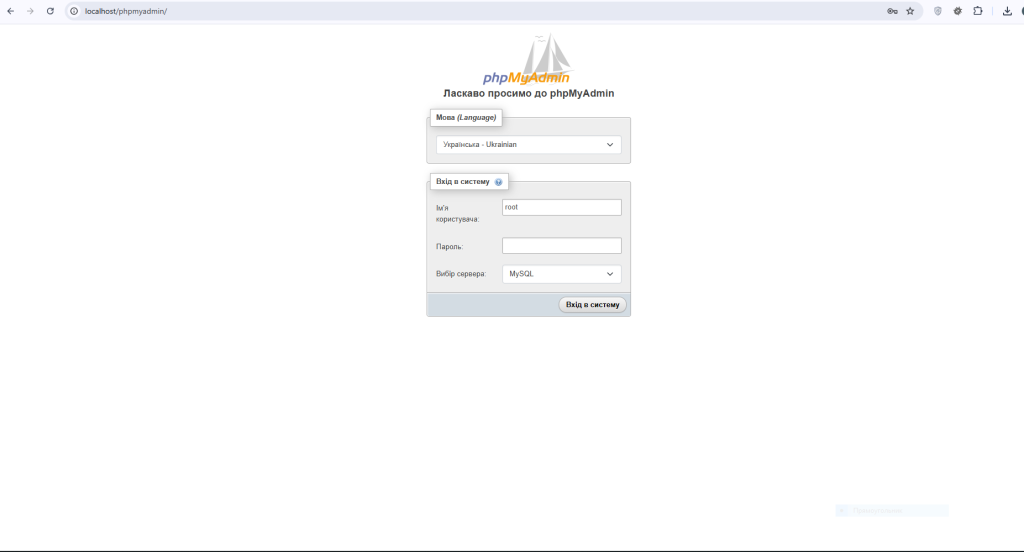 localhost/phpmyadmin/
phpMyAdmin
Ласкаво просимо до phpMyAdmin
Мова (Language)
Українська - Ukrainian
Вхід в систему
Ім'я
користувача:
root
Пароль:
Вибір сервера:
MySQL
Вхід в систему